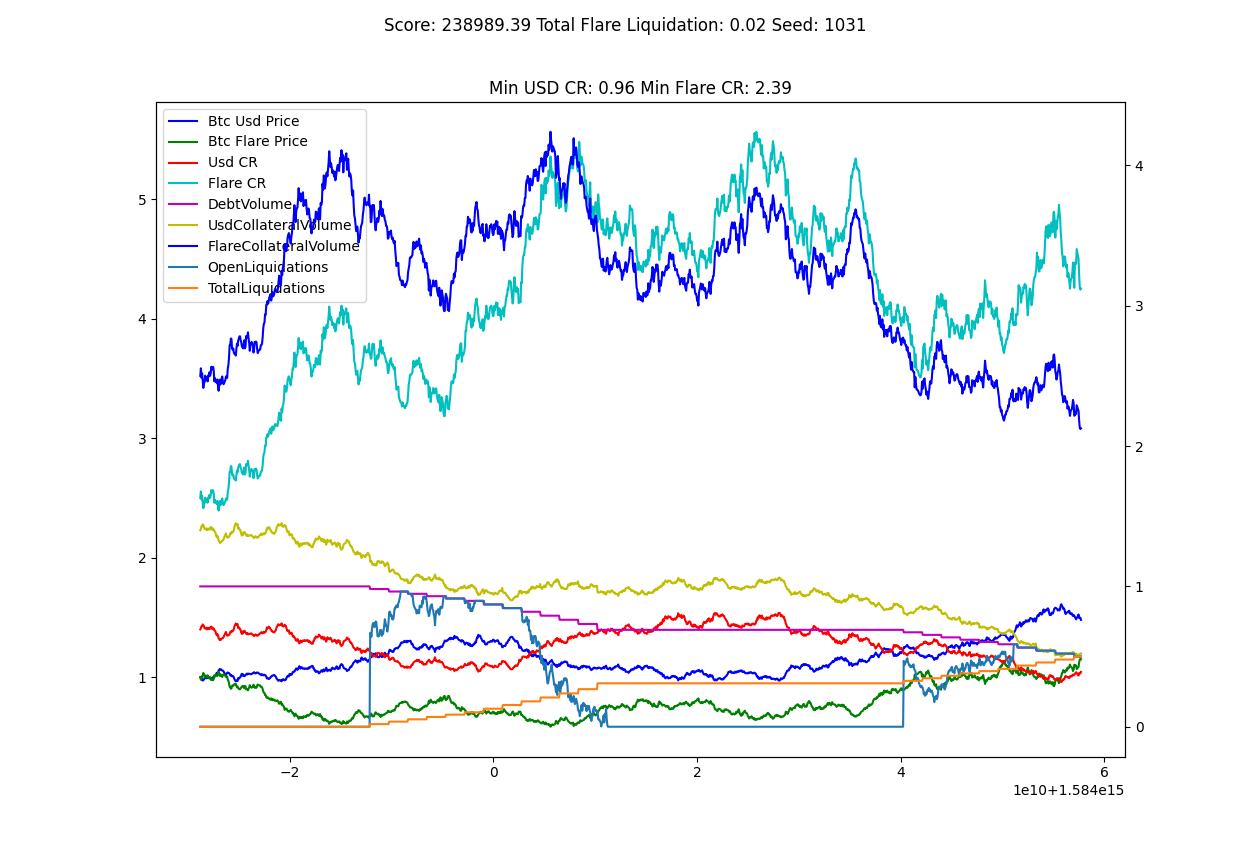 Score: 238989.39 Total Flare Liquidation: 0.02 Seed: 1031
Min USD CR: 0.96 Min Flare CR: 2.39
Btc Usd Price
Btc Flare Price
Usd CR
Flare CR
DebtVolume
UsdCollateralVolume
FlareCollateralVolume
OpenLiquidations
TotalLiquidations
5
4
3
2
1
4
3
2
1
0
−2
0
2
4
6
1e10+1.584e15